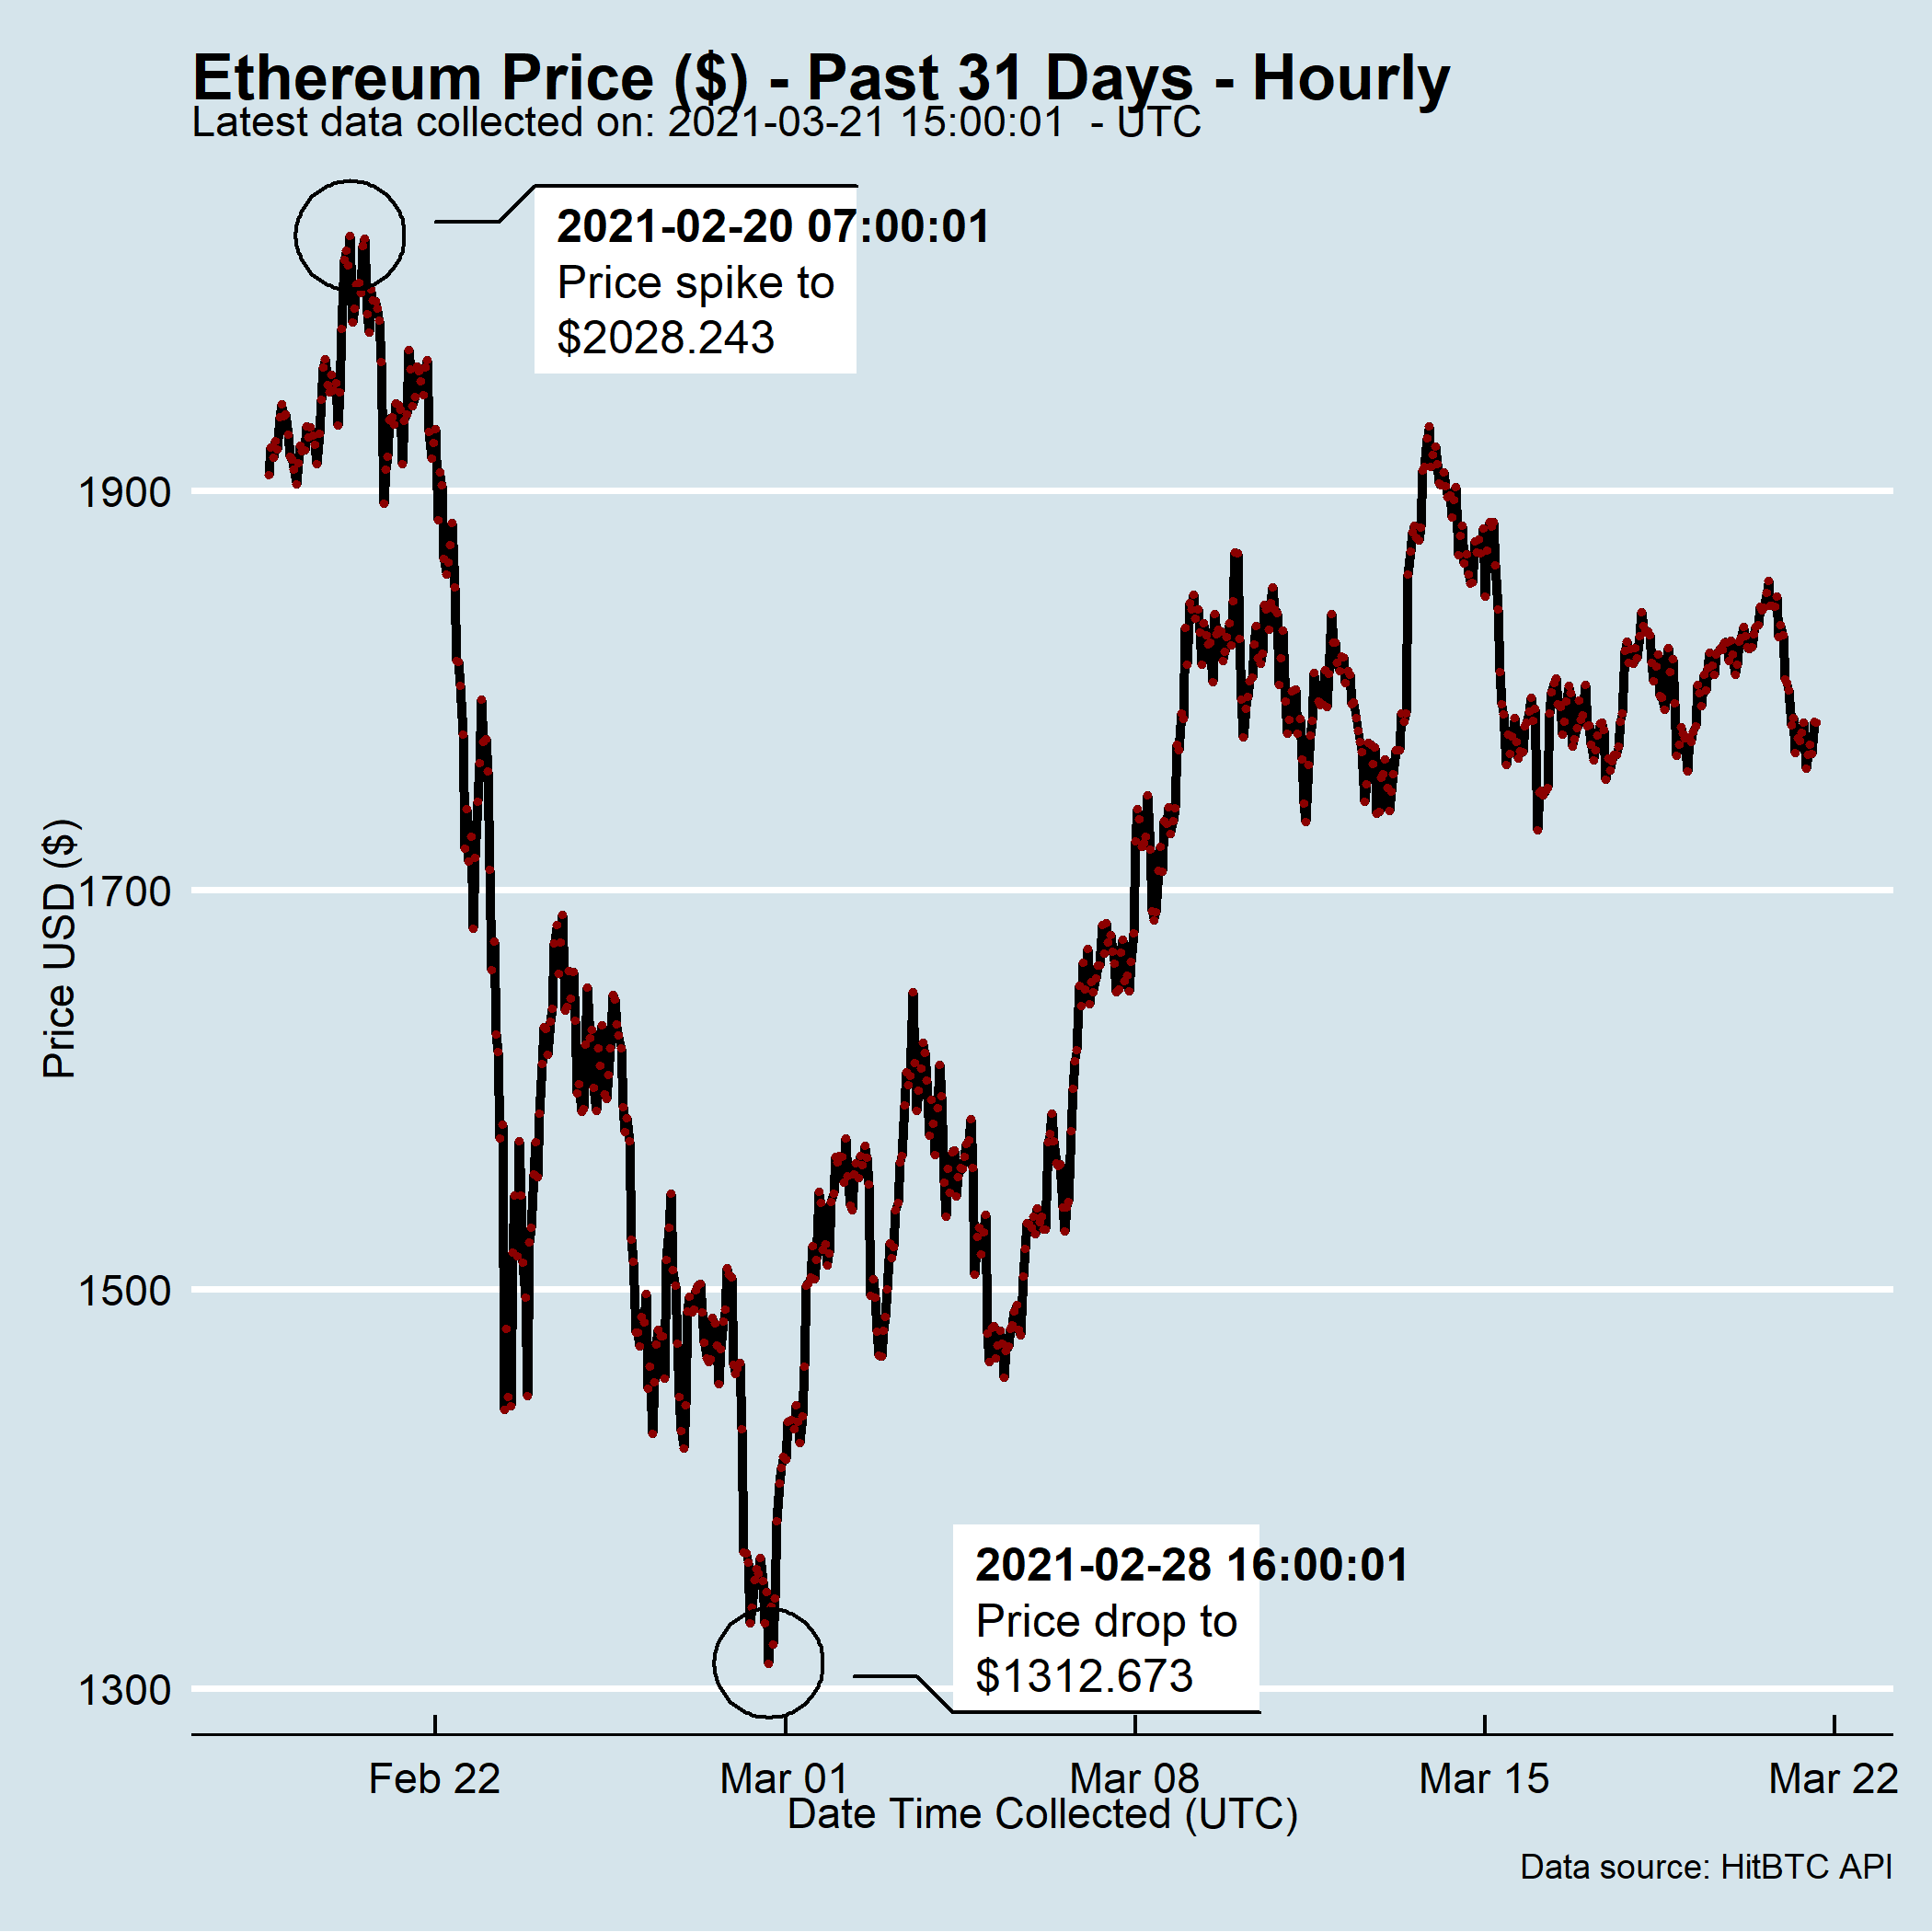 Ethereum Price ($) - Past 31 Days - Hourly
Latest data collected on: 2021-03-21 15:00:01  - UTC
2021-02-20 07:00:01
Price spike to
$2028.243
1900
1700
1500
1300
Price USD ($)
2021-02-28 16:00:01
Price drop to
$1312.673
Feb 22
Mar 01
Mar 08
Mar 15
Mar 22
Date Time Collected (UTC)
Data source: HitBTC API